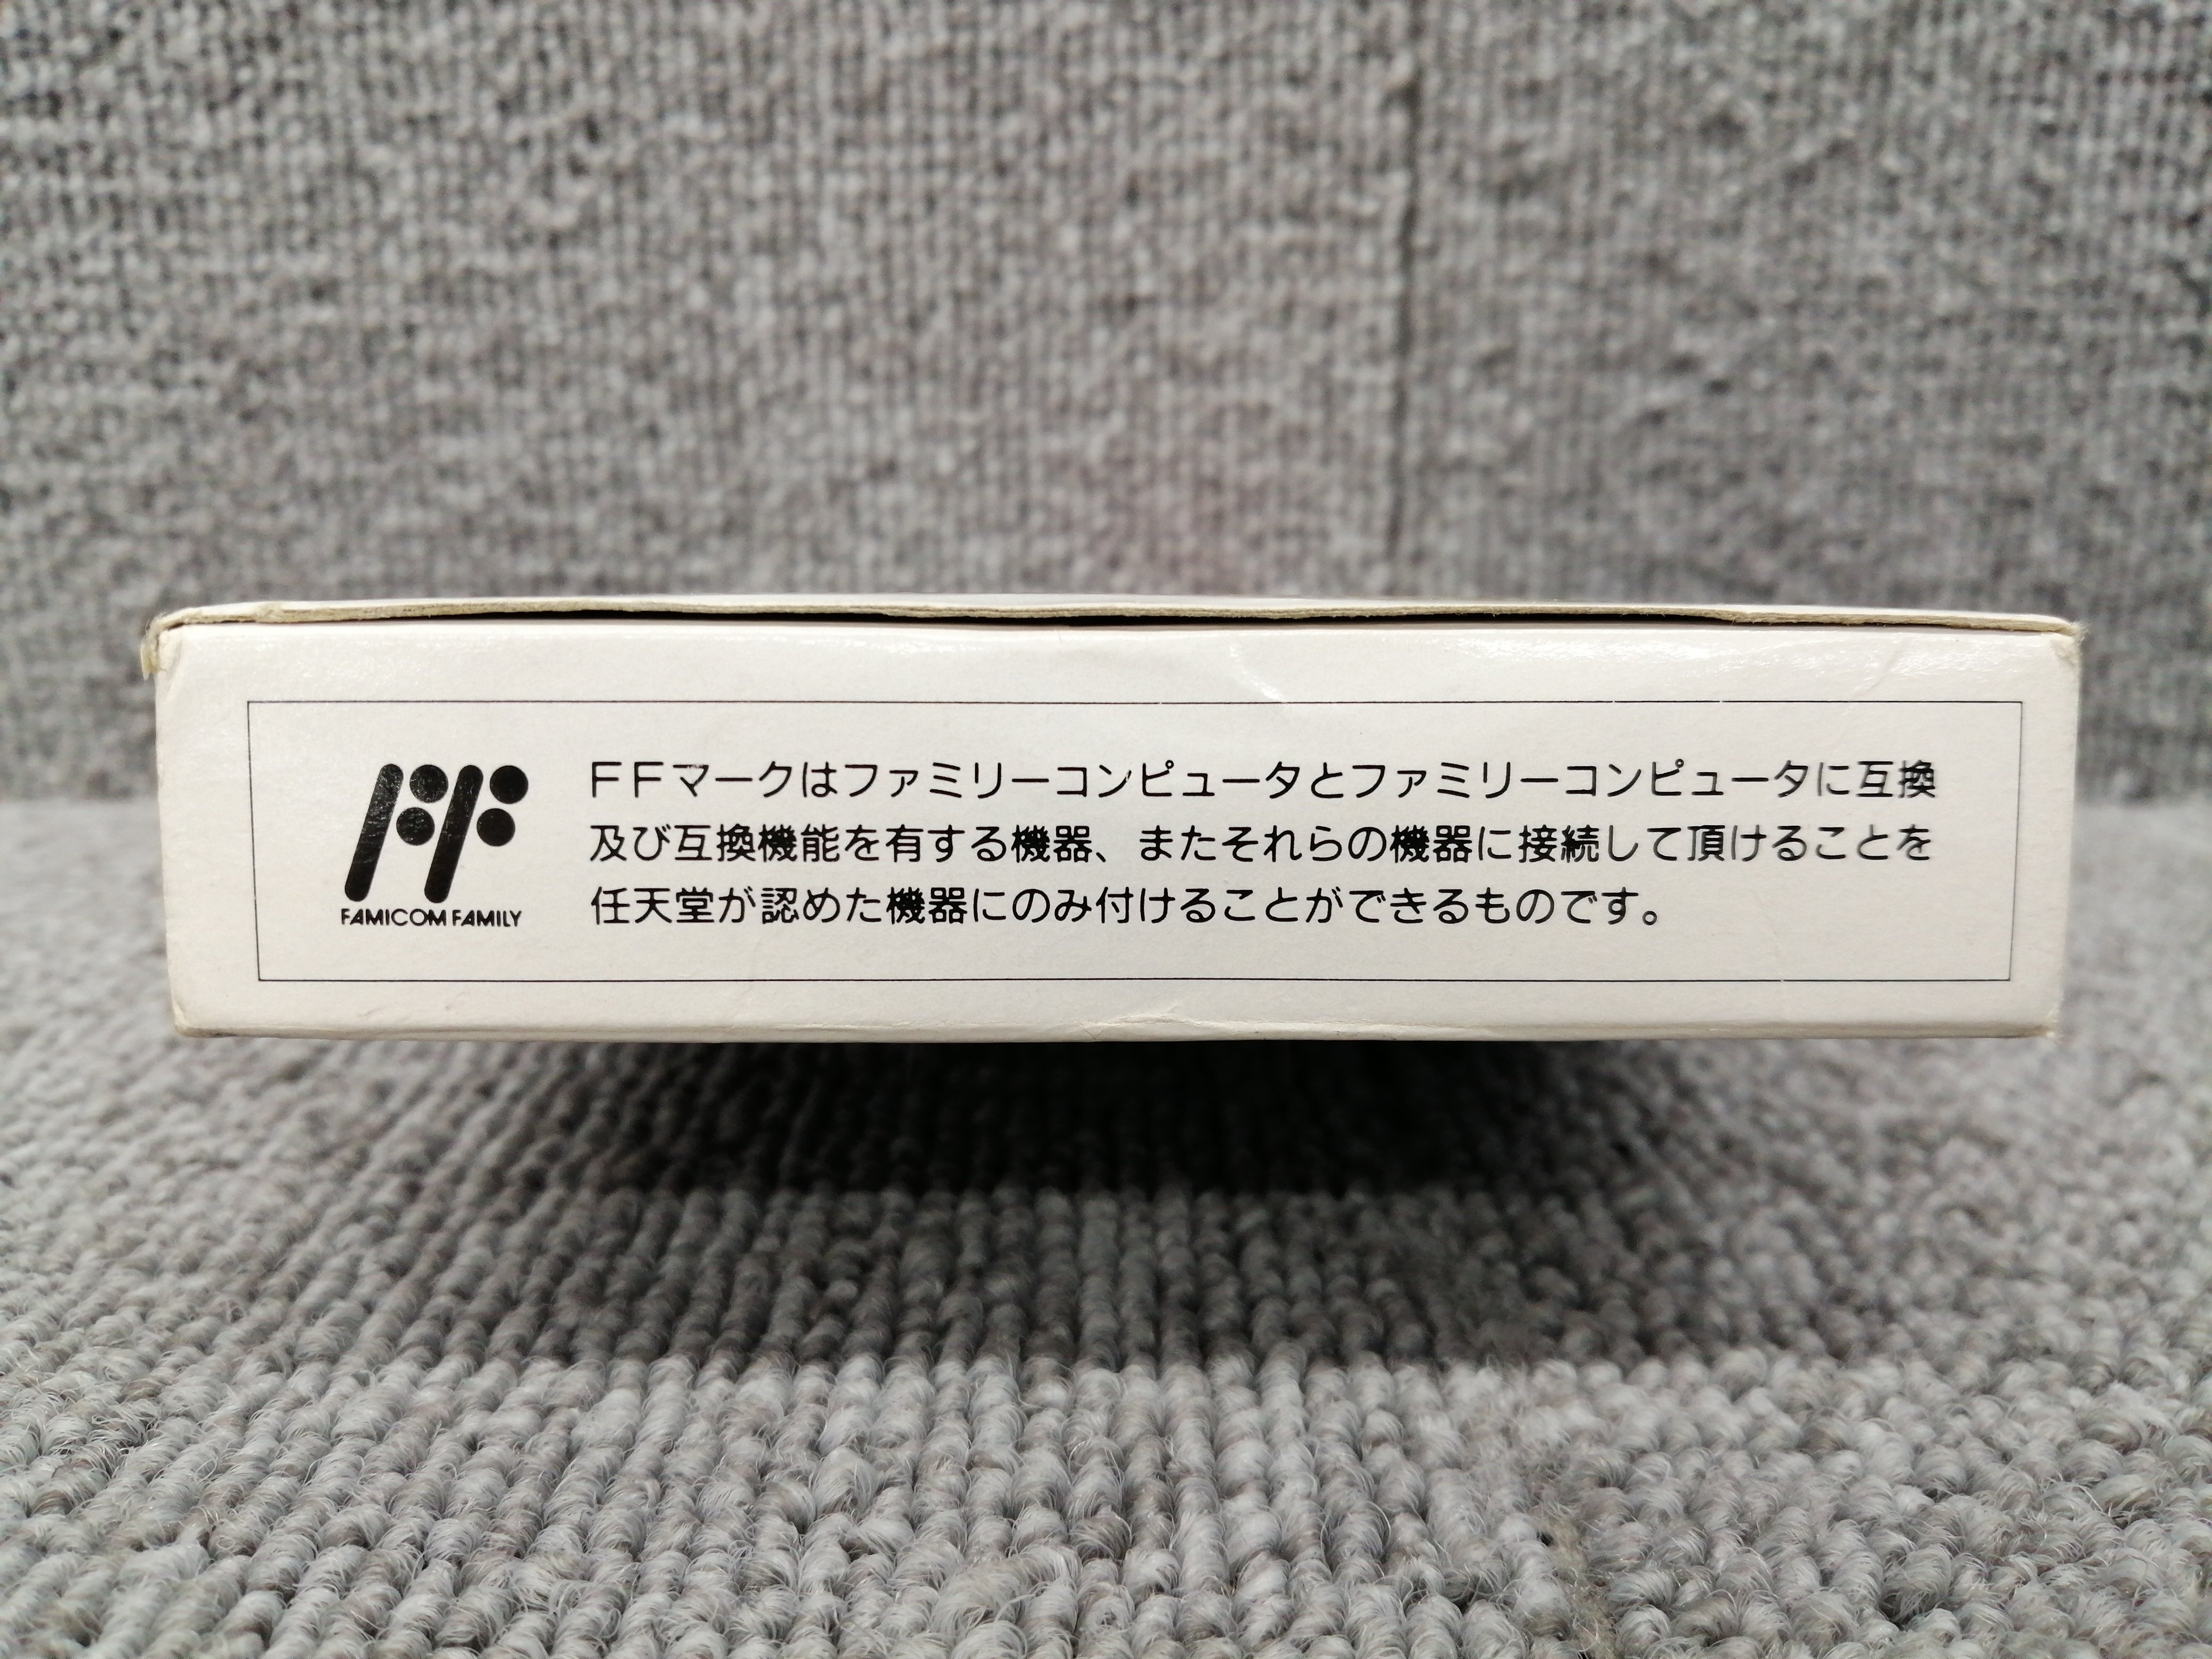 FAMICOM FAMILY
FFマークはファミリーコンピュータとファミリーコンピュータに互換
及び互換機能を有する機器、またそれらの機器に接続して頂けることを
任天堂が認めた機器にのみ付けることができるものです。